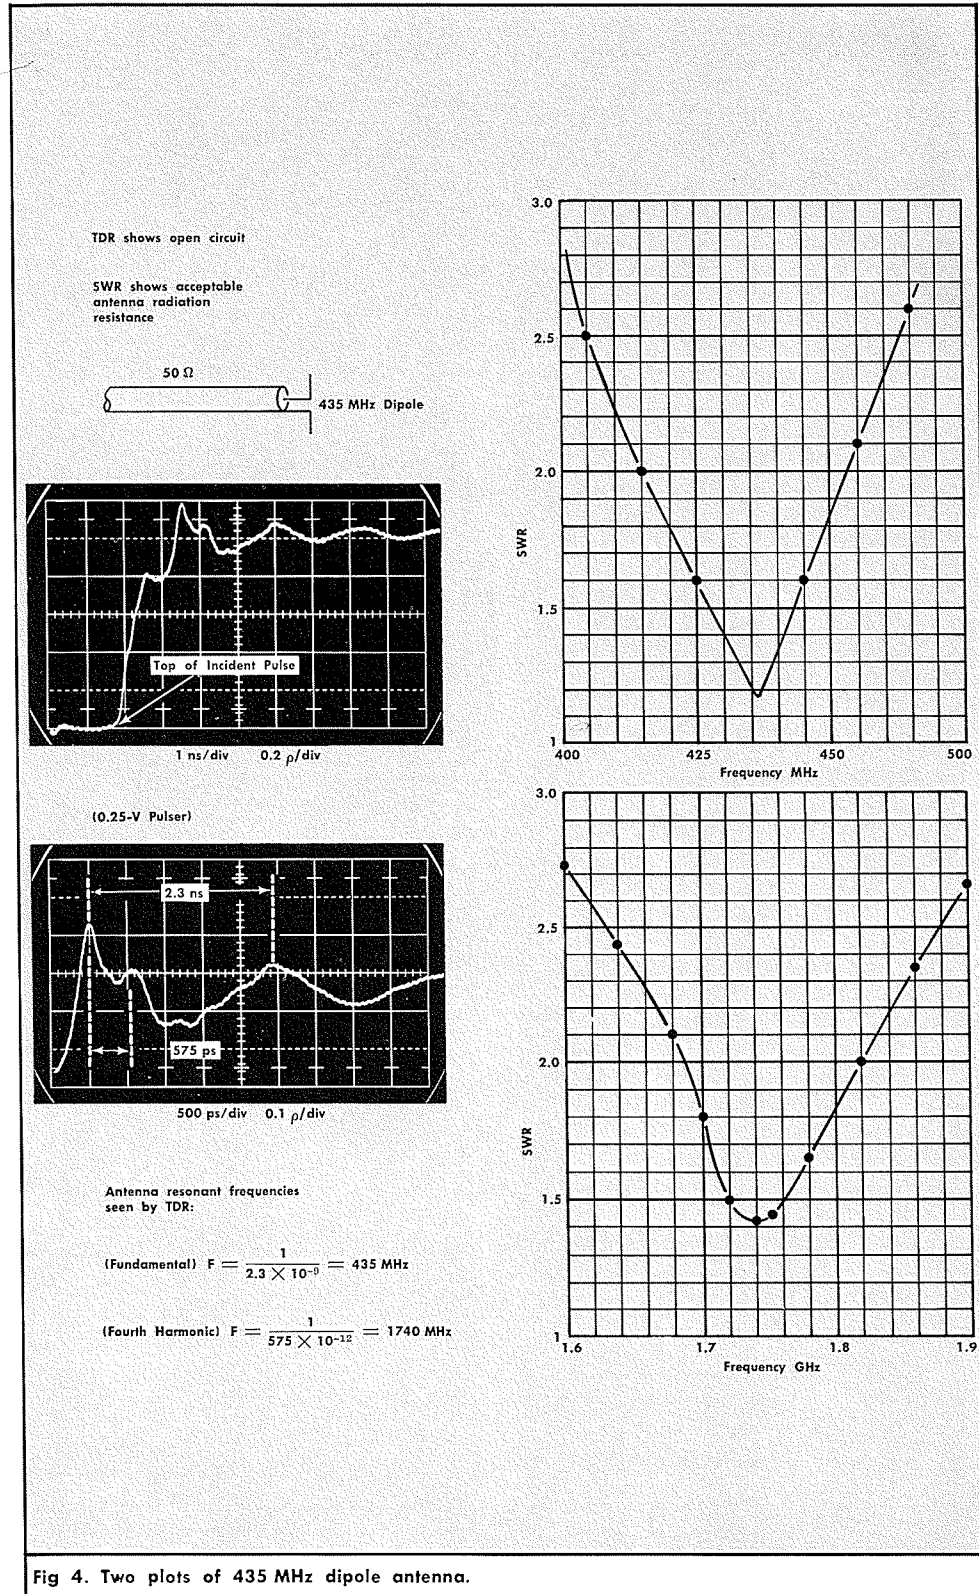 TDR shows open circuit
SWR shows acceptable
antenna radiation
resistance
50 Ω
435 MHz Dipole
Top of Incident Pulse
1 ns/div 0.2 ρ/div
(0.25-V Pulser)
2.3 ns
575 ps
500 ps/div 0.1 ρ/div
Antenna resonant frequencies
seen by TDR:
(Fundamental) F = 1 / 2.3 × 10⁻⁹ = 435 MHz
(Fourth Harmonic) F = 1 / 575 × 10⁻¹² = 1740 MHz
3.0
2.5
2.0
1.5
1
SWR
400 425 450 500
Frequency MHz
3.0
2.5
2.0
1.5
1
SWR
1.6 1.7 1.8 1.9
Frequency GHz
Fig 4. Two plots of 435 MHz dipole antenna.